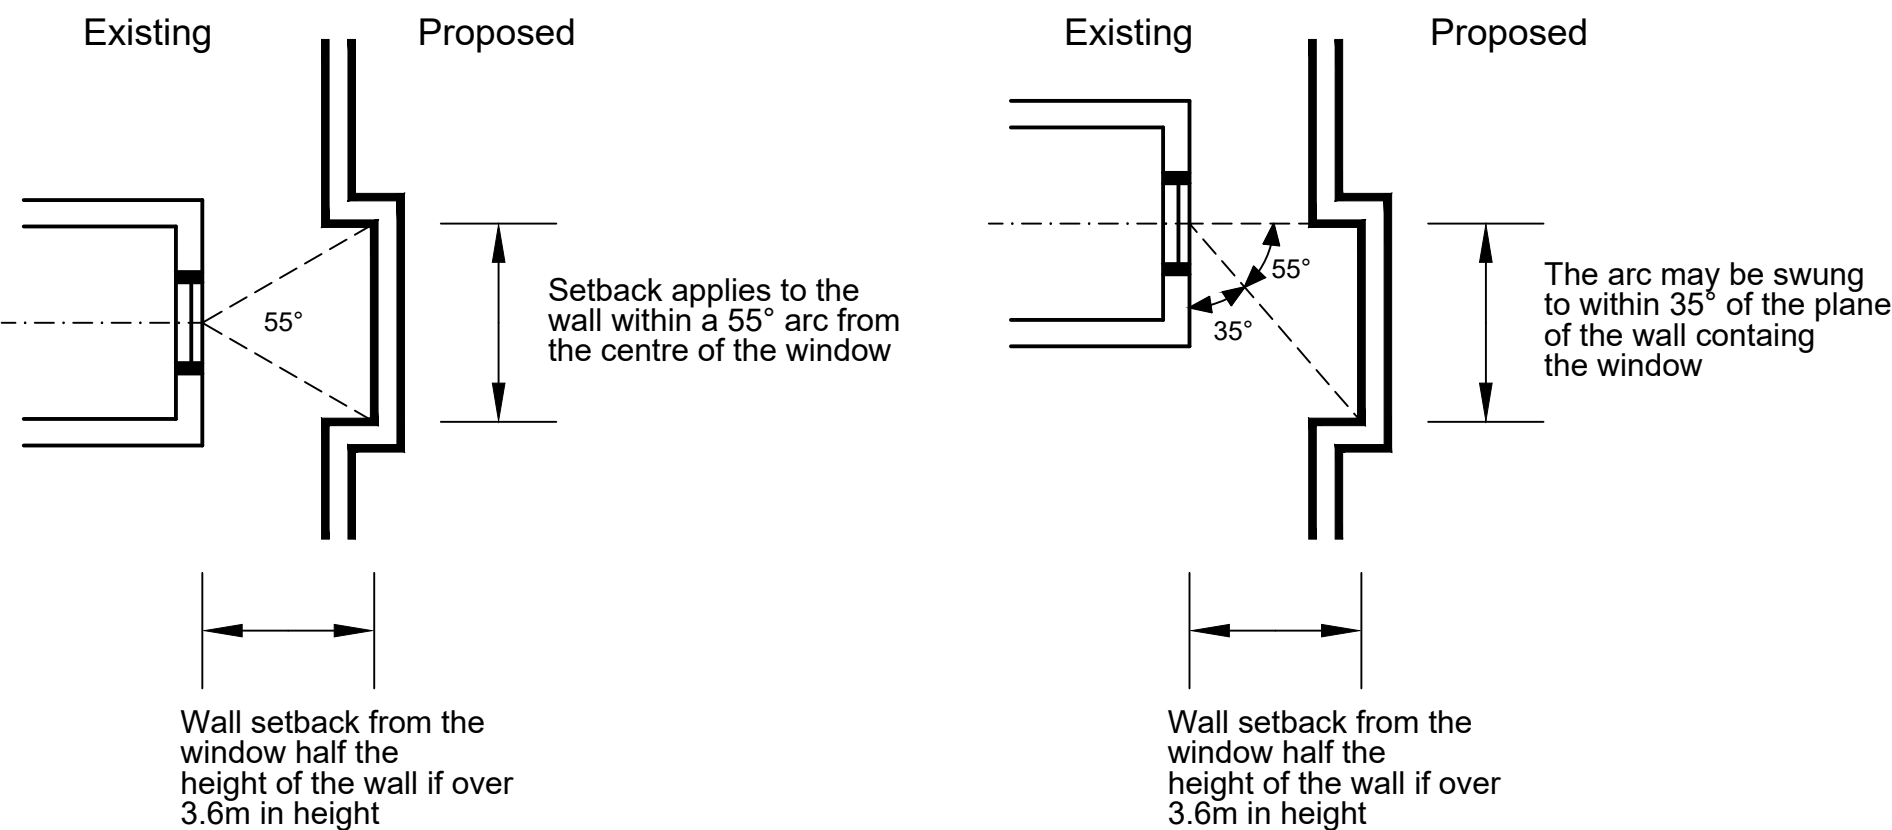 Existing
Proposed
55°
Setback applies to the
wall within a 55° arc from
the centre of the window
Wall setback from the
window half the
height of the wall if over
3.6m in height
Existing
Proposed
55°
35°
The arc may be swung
to within 35° of the plane
of the wall containg
the window
Wall setback from the
window half the
height of the wall if over
3.6m in height